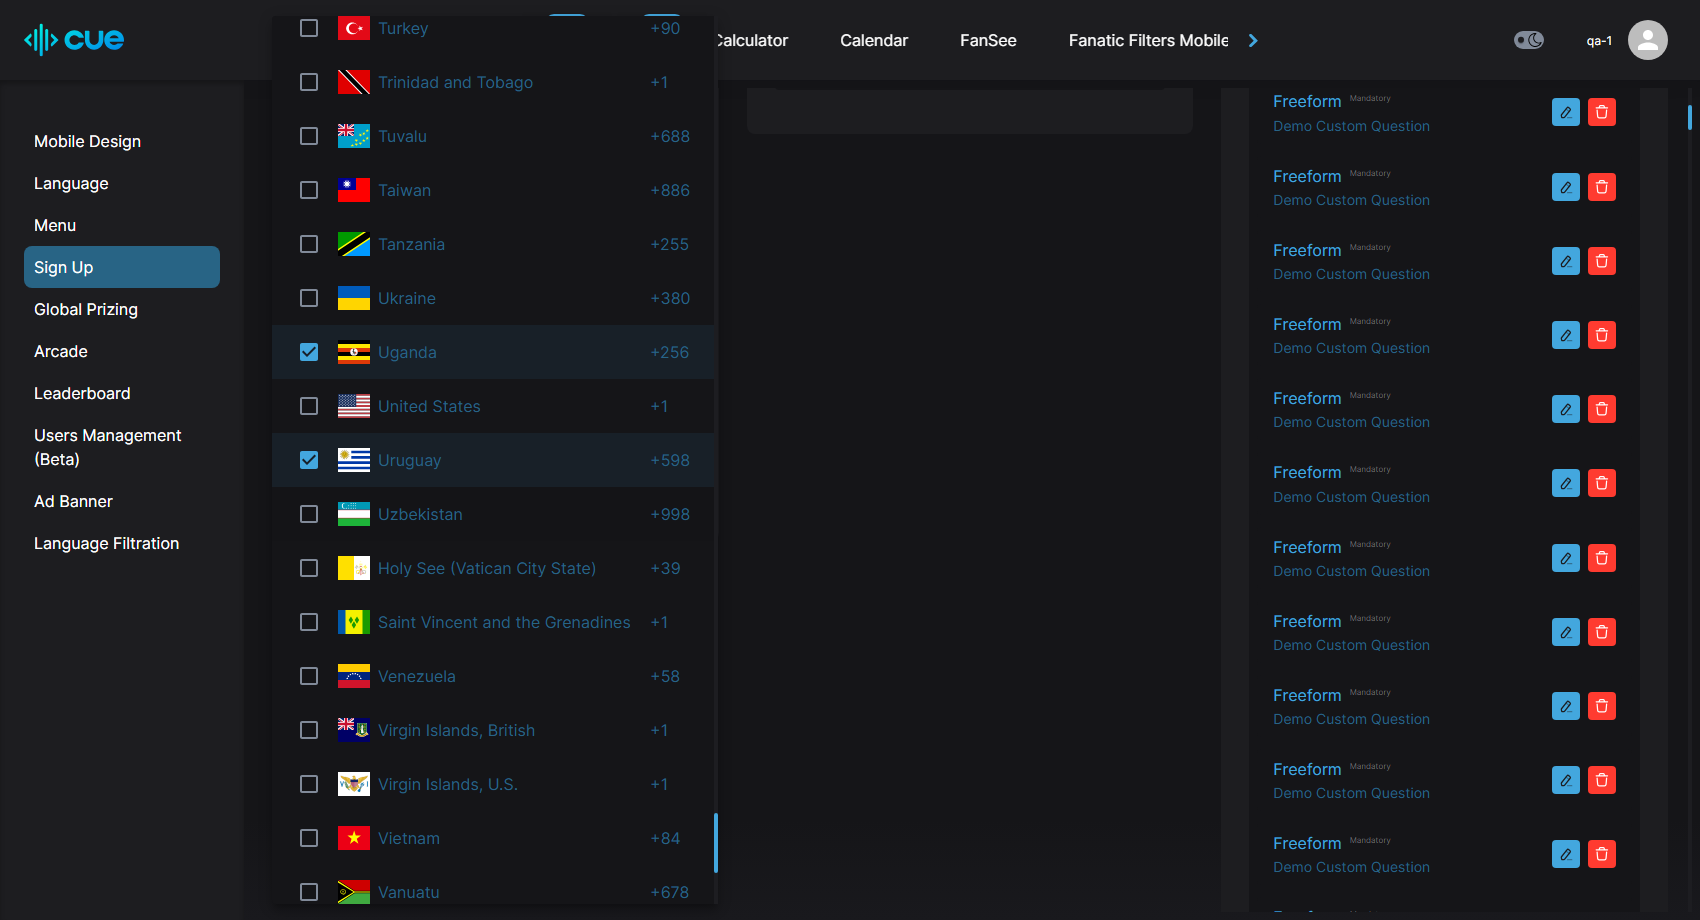 cue
Calculator
Calendar
FanSee
Fanatic Filters Mobile
qa-1
Mobile Design
Language
Menu
Sign Up
Global Prizing
Arcade
Leaderboard
Users Management
(Beta)
Ad Banner
Language Filtration
Turkey +90
Trinidad and Tobago +1
Tuvalu +688
Taiwan +886
Tanzania +255
Ukraine +380
Uganda +256
United States +1
Uruguay +598
Uzbekistan +998
Holy See (Vatican City State) +39
Saint Vincent and the Grenadines +1
Venezuela +58
Virgin Islands, British +1
Virgin Islands, U.S. +1
Vietnam +84
Vanuatu +678
Freeform Mandatory
Demo Custom Question
Freeform Mandatory
Demo Custom Question
Freeform Mandatory
Demo Custom Question
Freeform Mandatory
Demo Custom Question
Freeform Mandatory
Demo Custom Question
Freeform Mandatory
Demo Custom Question
Freeform Mandatory
Demo Custom Question
Freeform Mandatory
Demo Custom Question
Freeform Mandatory
Demo Custom Question
Freeform Mandatory
Demo Custom Question
Freeform Mandatory
Demo Custom Question